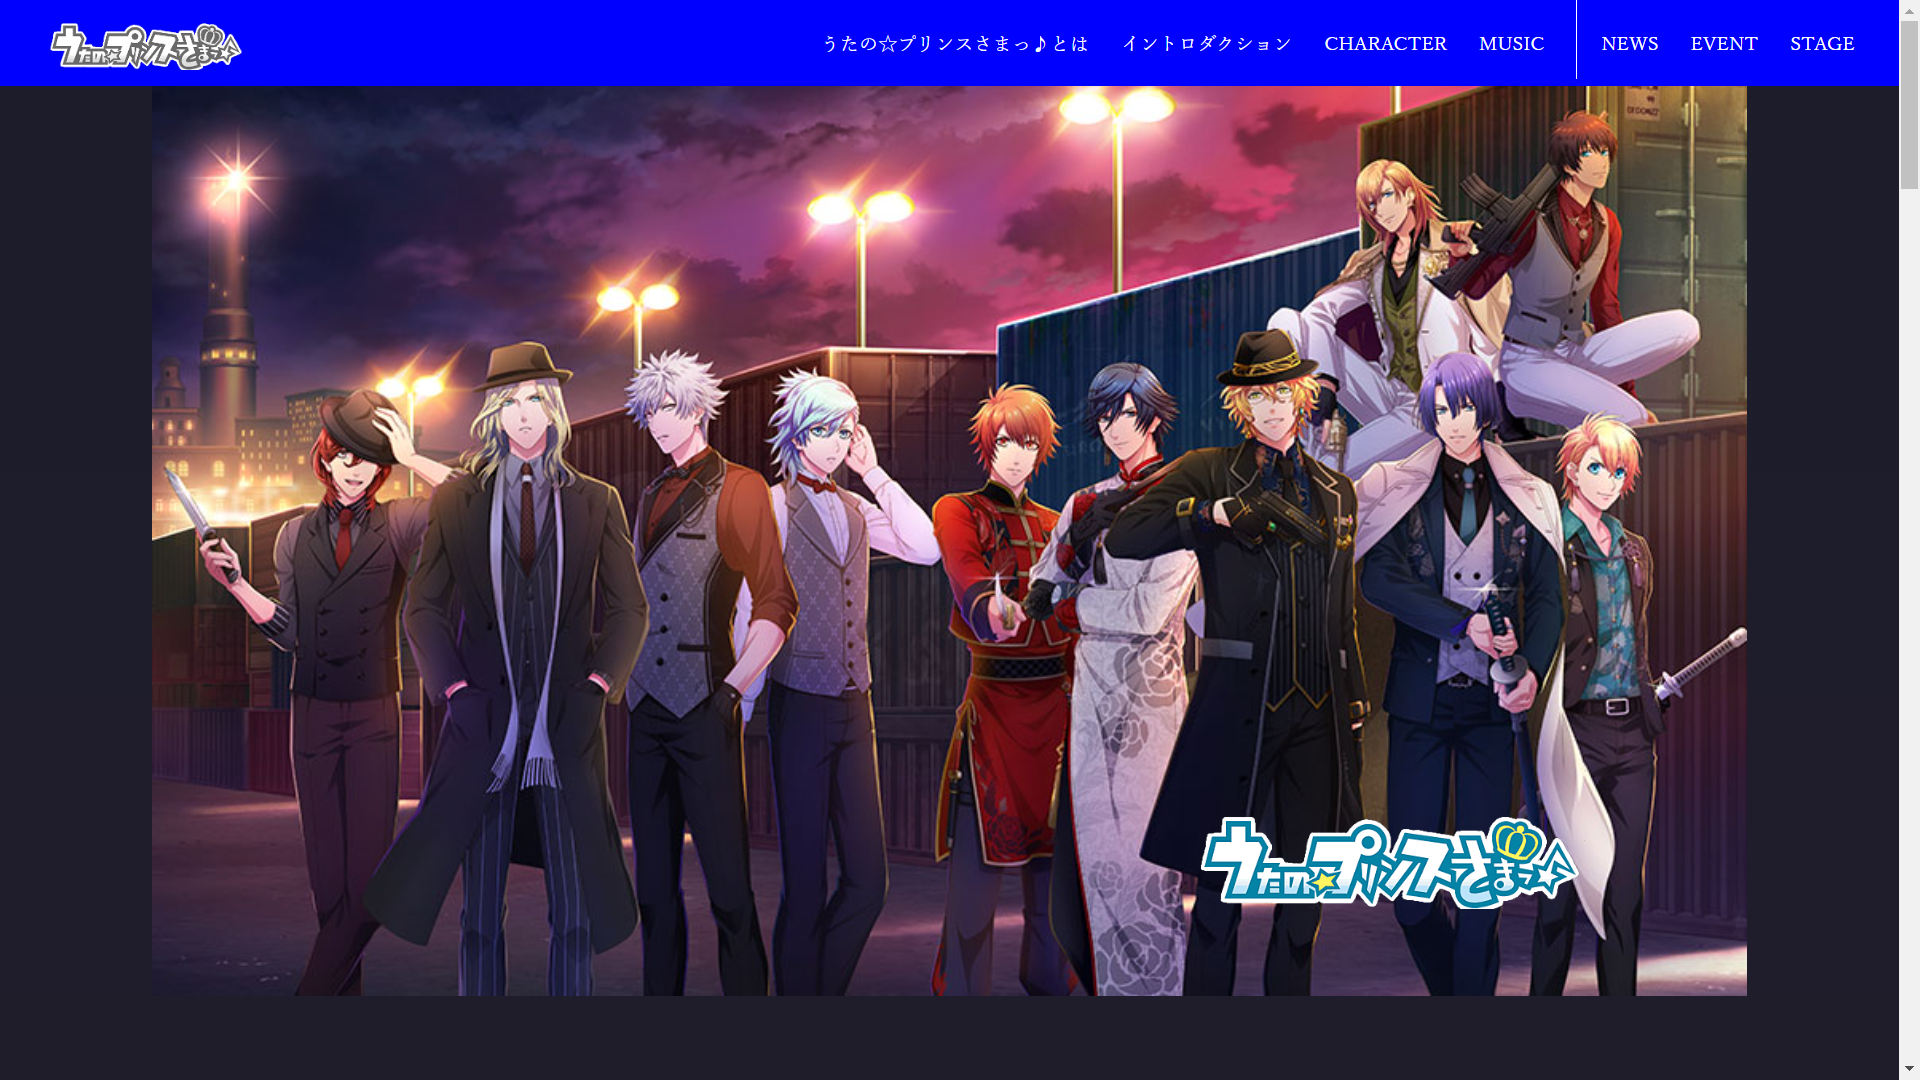 うたの☆プリンスさまっ♪
うたの☆プリンスさまっ♪とは
イントロダクション
CHARACTER
MUSIC
NEWS
EVENT
STAGE
うたの☆プリンスさまっ♪